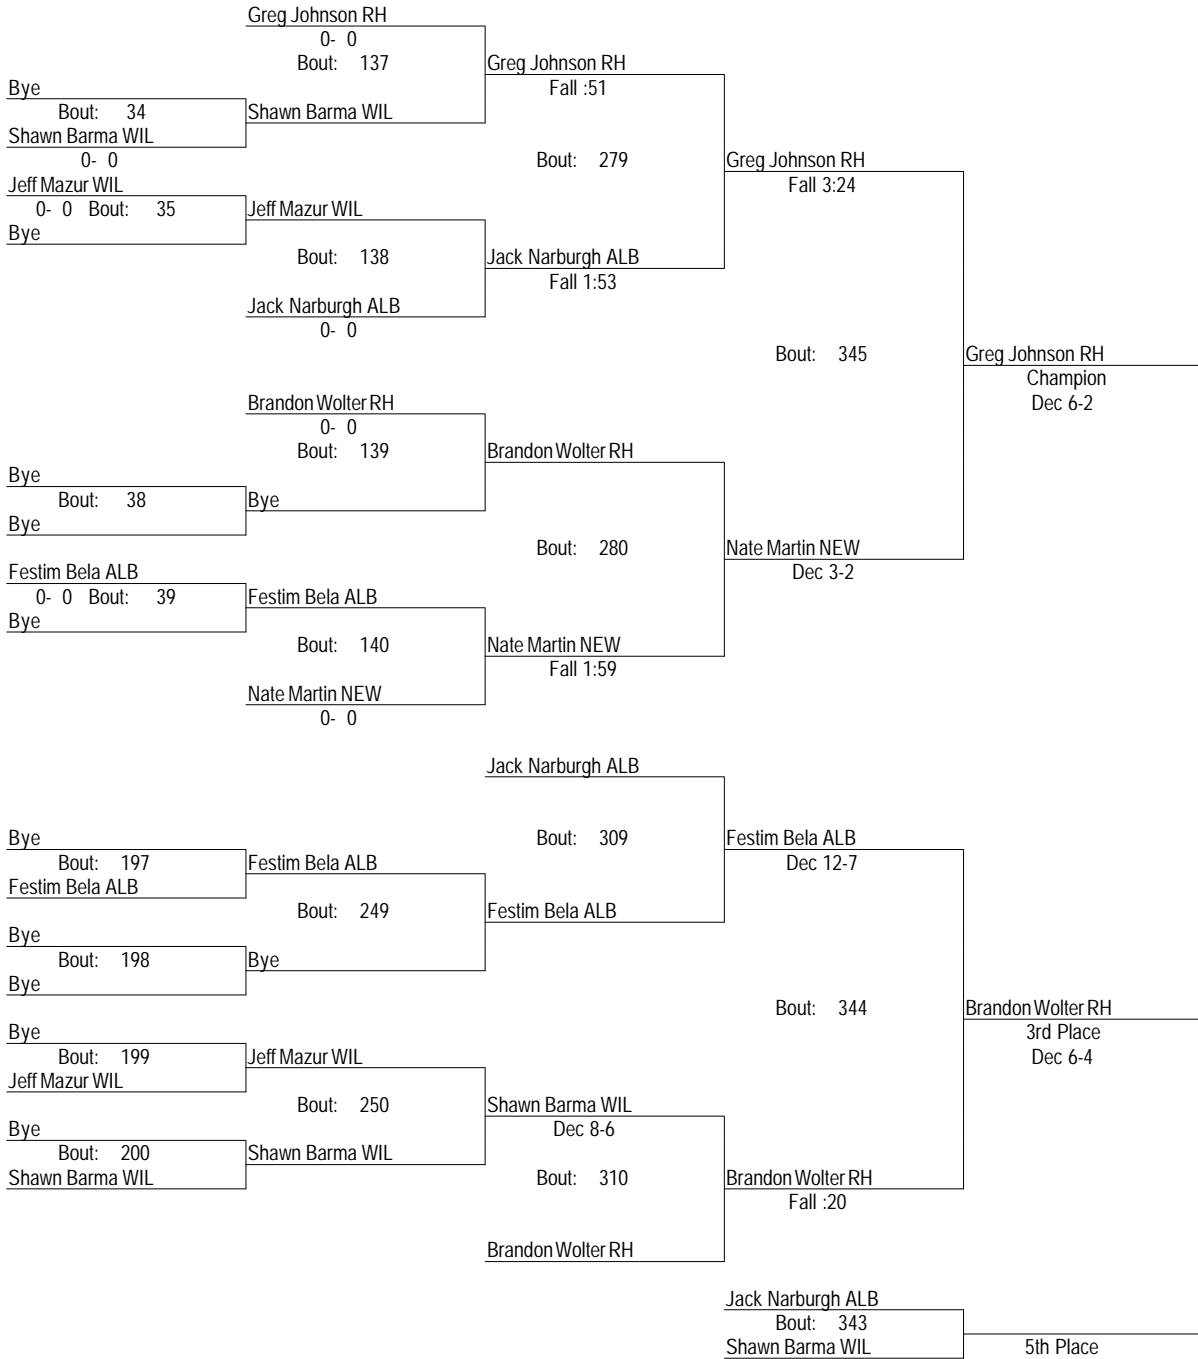 Greg Johnson RH
0- 0
Bout: 137
Greg Johnson RH
Fall :51
Bye
Bout: 34
Shawn Barma WIL
Shawn Barma WIL
0- 0
Bout: 279
Greg Johnson RH
Fall 3:24
Jeff Mazur WIL
0- 0 Bout: 35
Jeff Mazur WIL
Bye
Bout: 138
Jack Narburgh ALB
Fall 1:53
Jack Narburgh ALB
0- 0
Bout: 345
Greg Johnson RH
Champion
Dec 6-2
Brandon Wolter RH
0- 0
Bout: 139
Brandon Wolter RH
Bye
Bout: 38
Bye
Bye
Bout: 280
Nate Martin NEW
Dec 3-2
Festim Bela ALB
0- 0 Bout: 39
Festim Bela ALB
Bye
Bout: 140
Nate Martin NEW
Fall 1:59
Nate Martin NEW
0- 0
Jack Narburgh ALB
Bye
Bout: 309
Festim Bela ALB
Dec 12-7
Bout: 197
Festim Bela ALB
Festim Bela ALB
Bout: 249
Festim Bela ALB
Bye
Bout: 198
Bye
Bye
Bout: 344
Brandon Wolter RH
3rd Place
Dec 6-4
Bye
Bout: 199
Jeff Mazur WIL
Jeff Mazur WIL
Bout: 250
Shawn Barma WIL
Dec 8-6
Bye
Bout: 200
Shawn Barma WIL
Shawn Barma WIL
Bout: 310
Brandon Wolter RH
Fall :20
Brandon Wolter RH
Jack Narburgh ALB
Bout: 343
Shawn Barma WIL
5th Place